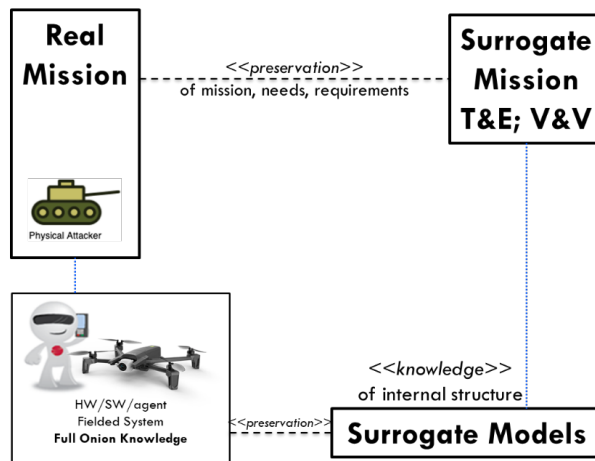 Real
Mission
<<preservation>>
of mission, needs, requirements
Surrogate
Mission
T&E; V&V
Physical Attacker
<<knowledge>>
of internal structure
HW/SW/agent
Fielded System
Full Onion Knowledge
<<preservation>>
Surrogate Models